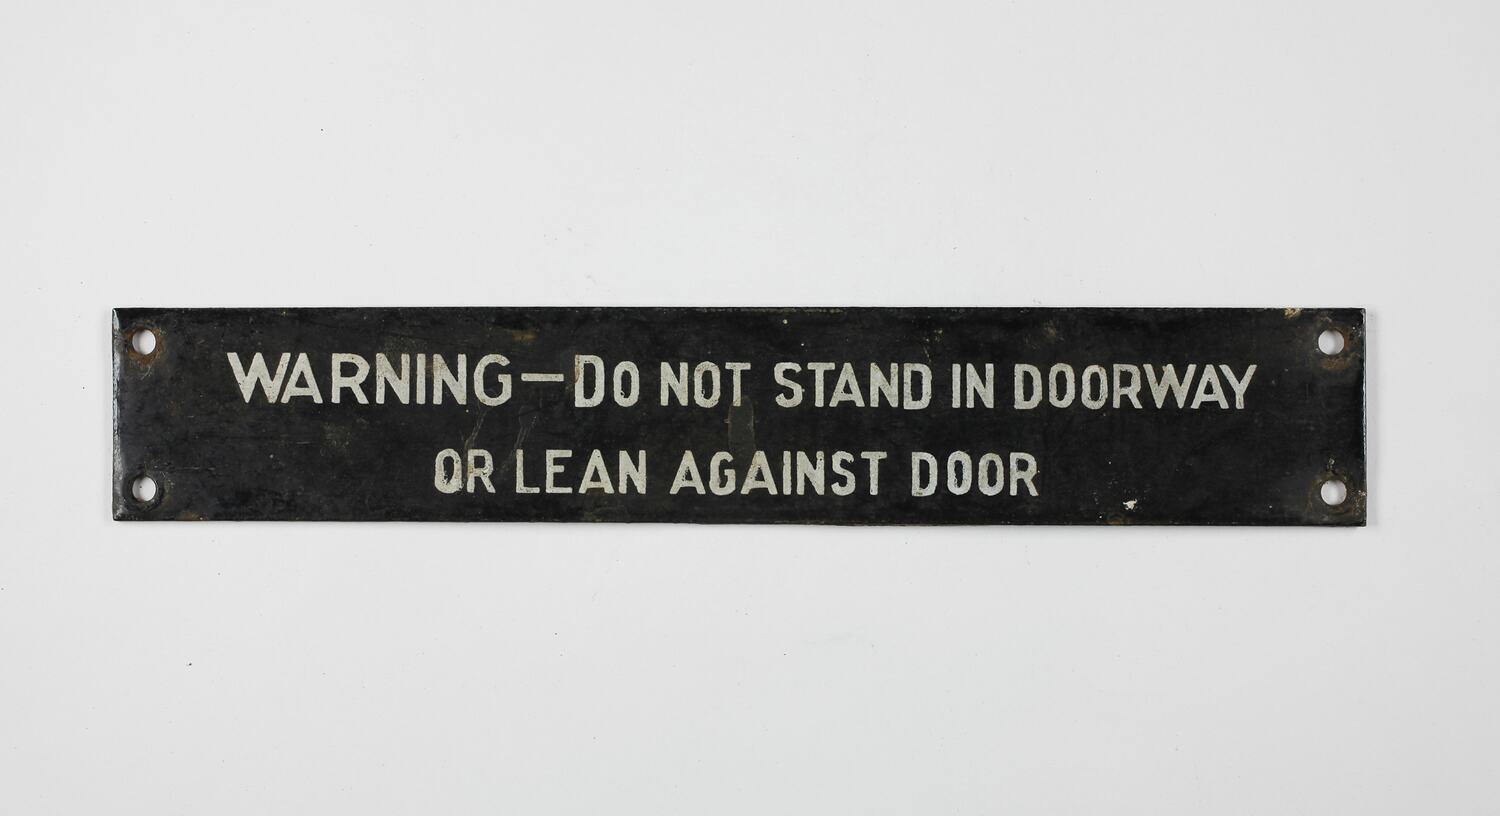 WARNING—DO NOT STAND IN DOORWAY
OR LEAN AGAINST DOOR